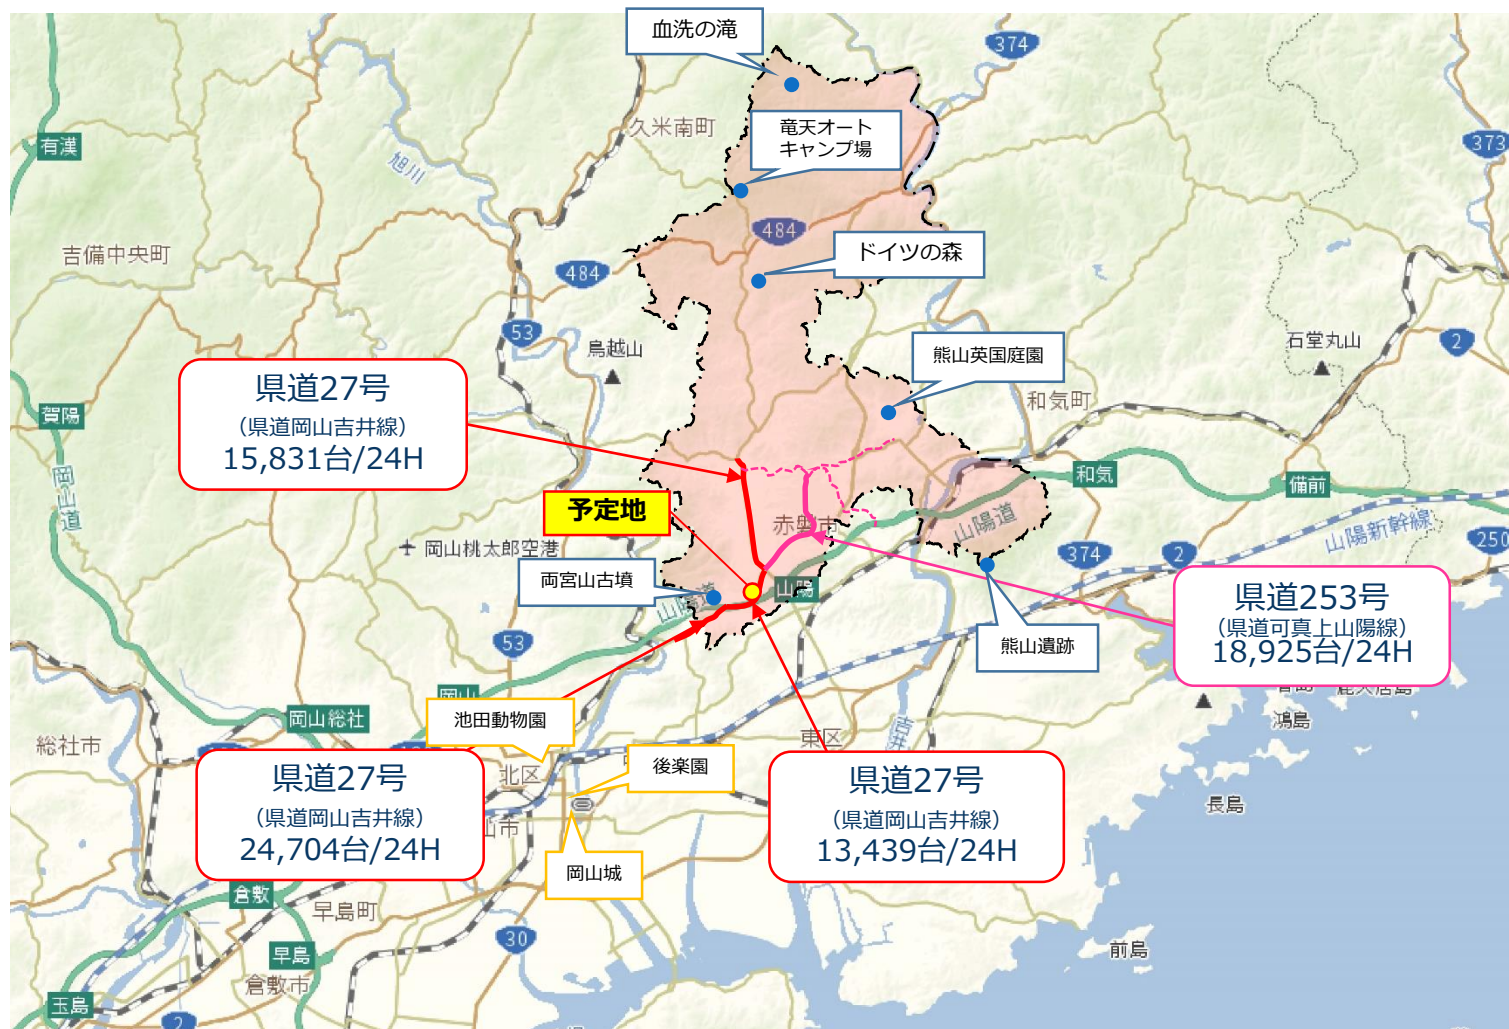 血洗の滝
374
久米南町
竜天オート
キャンプ場
有漢
373
旭川
484
吉備中央町
ドイツの森
484
53
鳥越山
石堂丸山
2
熊山英国庭園
県道27号
(県道岡山吉井線)
15,831台/24H
和気町
賀陽
岡山道
和気
備前
予定地
赤磐市
山陽道
山陽新幹線
250
岡山桃太郎空港
374
2
両宮山古墳
山陽
山陽道
県道253号
(県道可真上山陽線)
18,925台/24H
53
熊山遺跡
岡山
鴻島
池田動物園
岡山総社
総社市
東区
吉井
北区
後楽園
県道27号
(県道岡山吉井線)
24,704台/24H
県道27号
(県道岡山吉井線)
13,439台/24H
長島
山市
岡山城
倉敷
早島町
30
早島
前島
倉敷市
玉島
2